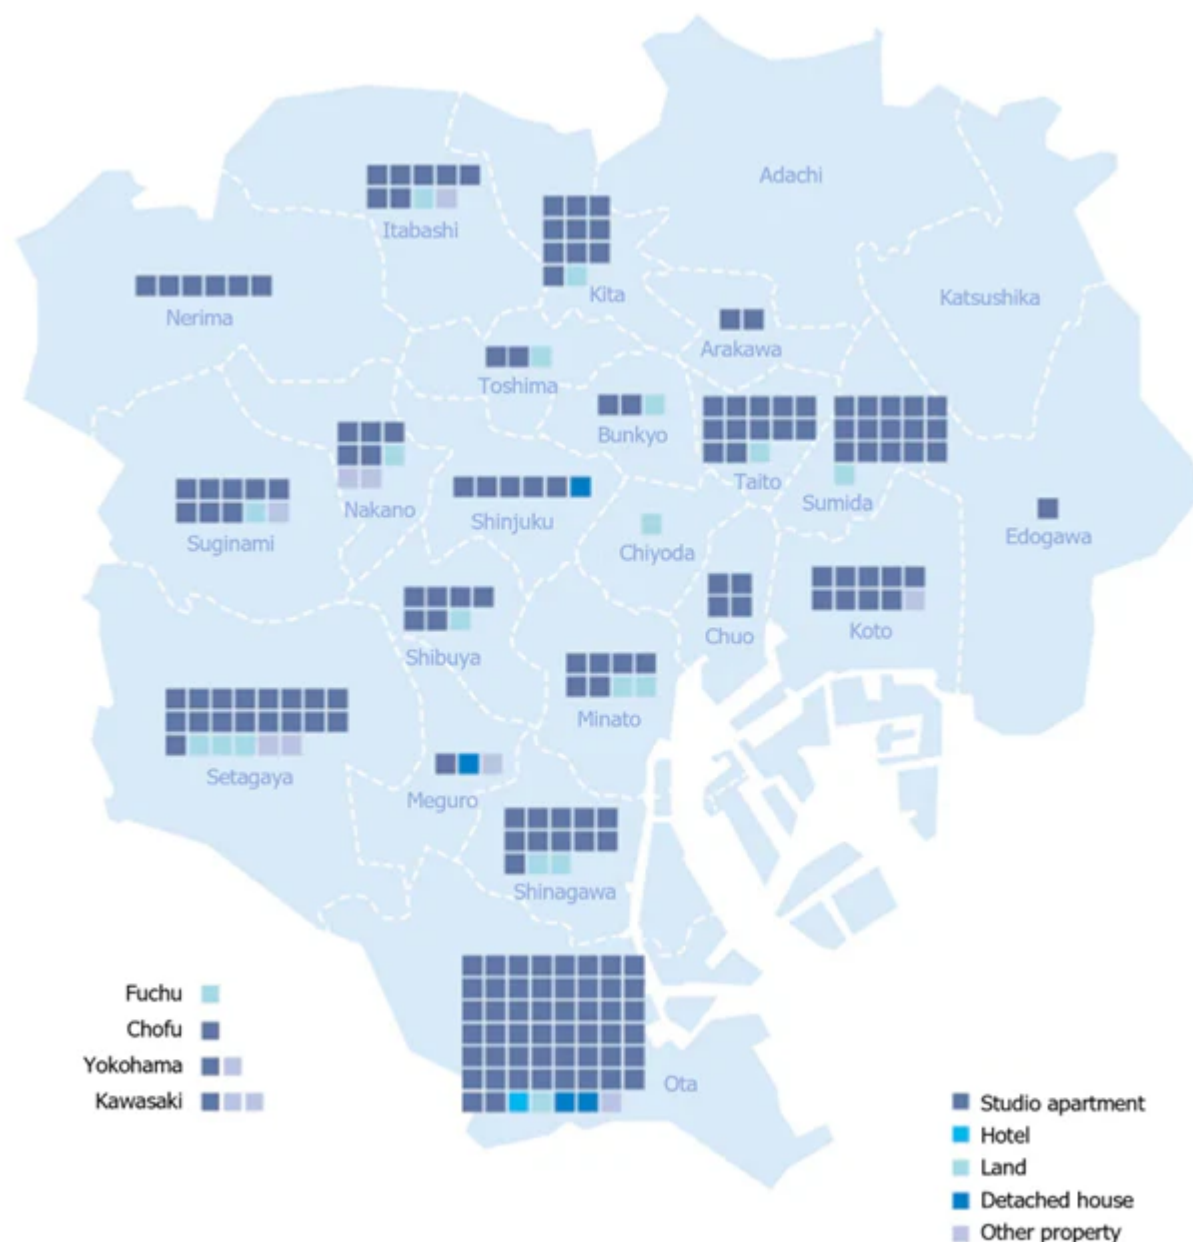 Adachi
Itabashi
Kita
Katsushika
Nerima
Arakawa
Toshima
Bunkyo
Taito
Sumida
Nakano
Shinjuku
Suginami
Chiyoda
Edogawa
Chuo
Koto
Shibuya
Minato
Setagaya
Meguro
Shinagawa
Ota
Fuchu
Chofu
Yokohama
Kawasaki
Studio apartment
Hotel
Land
Detached house
Other property